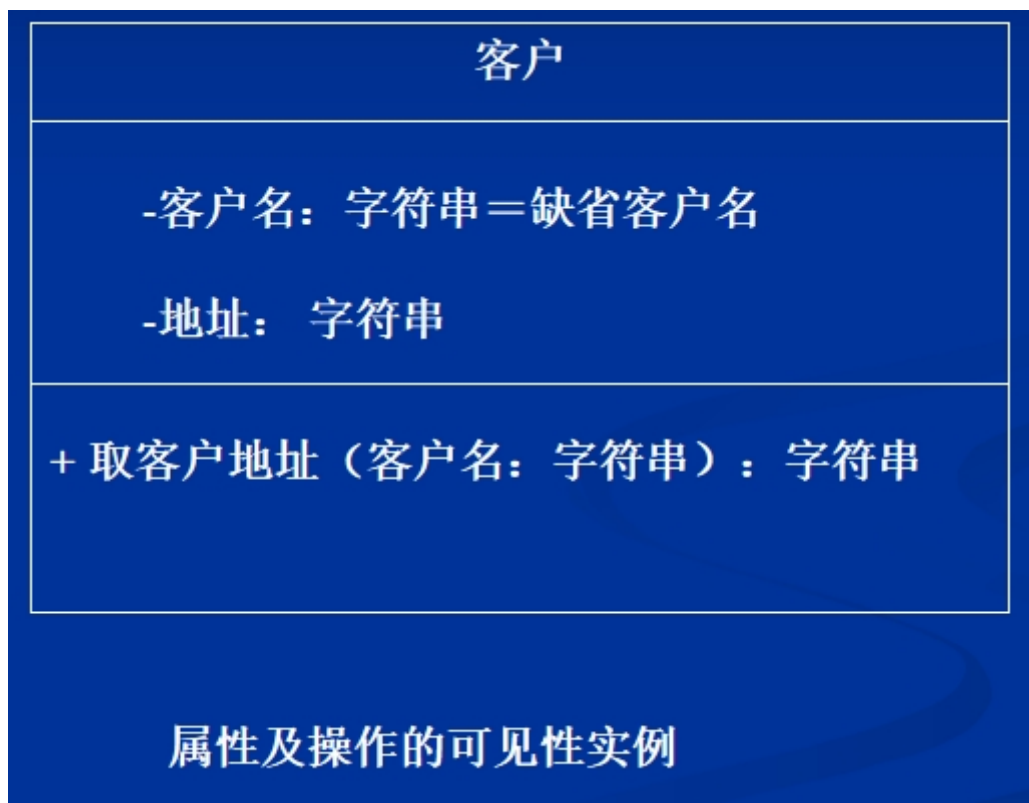 客户
-客户名：字符串＝缺省客户名
-地址： 字符串
+ 取客户地址（客户名：字符串）：字符串
属性及操作的可见性实例